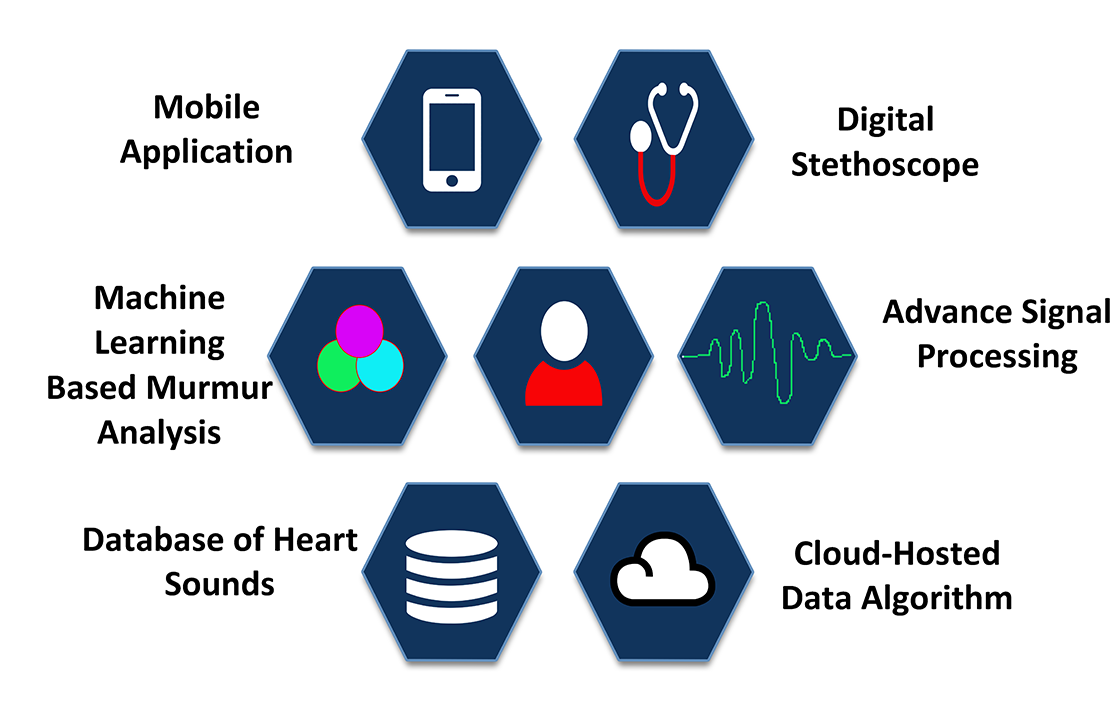 Mobile
Application
Digital
Stethoscope
Machine
Learning
Based Murmur
Analysis
Advance Signal
Processing
Database of Heart
Sounds
Cloud-Hosted
Data Algorithm